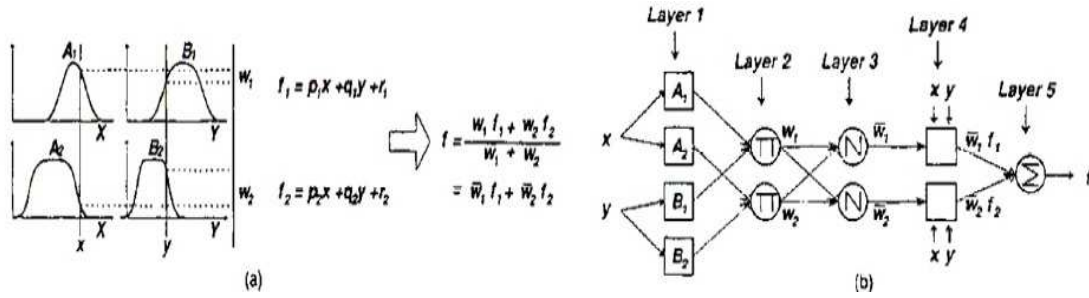 A₁
B₁
w₁
X
Y
f₁ = p₁x + q₁y + r₁
A₂
B₂
w₂
X
Y
x
y
f₂ = p₂x + q₂y + r₂
f = w₁ f₁ + w₂ f₂ / w₁ + w₂
= w̄₁ f₁ + w̄₂ f₂
(a)
Layer 1
Layer 2
Layer 3
Layer 4
Layer 5
x y
A₁
A₂
B₁
B₂
x
y
Π
Π
w₁
w₂
N
N
w̄₁
w̄₂
w̄₁ f₁
w̄₂ f₂
Σ
f
x y
(b)